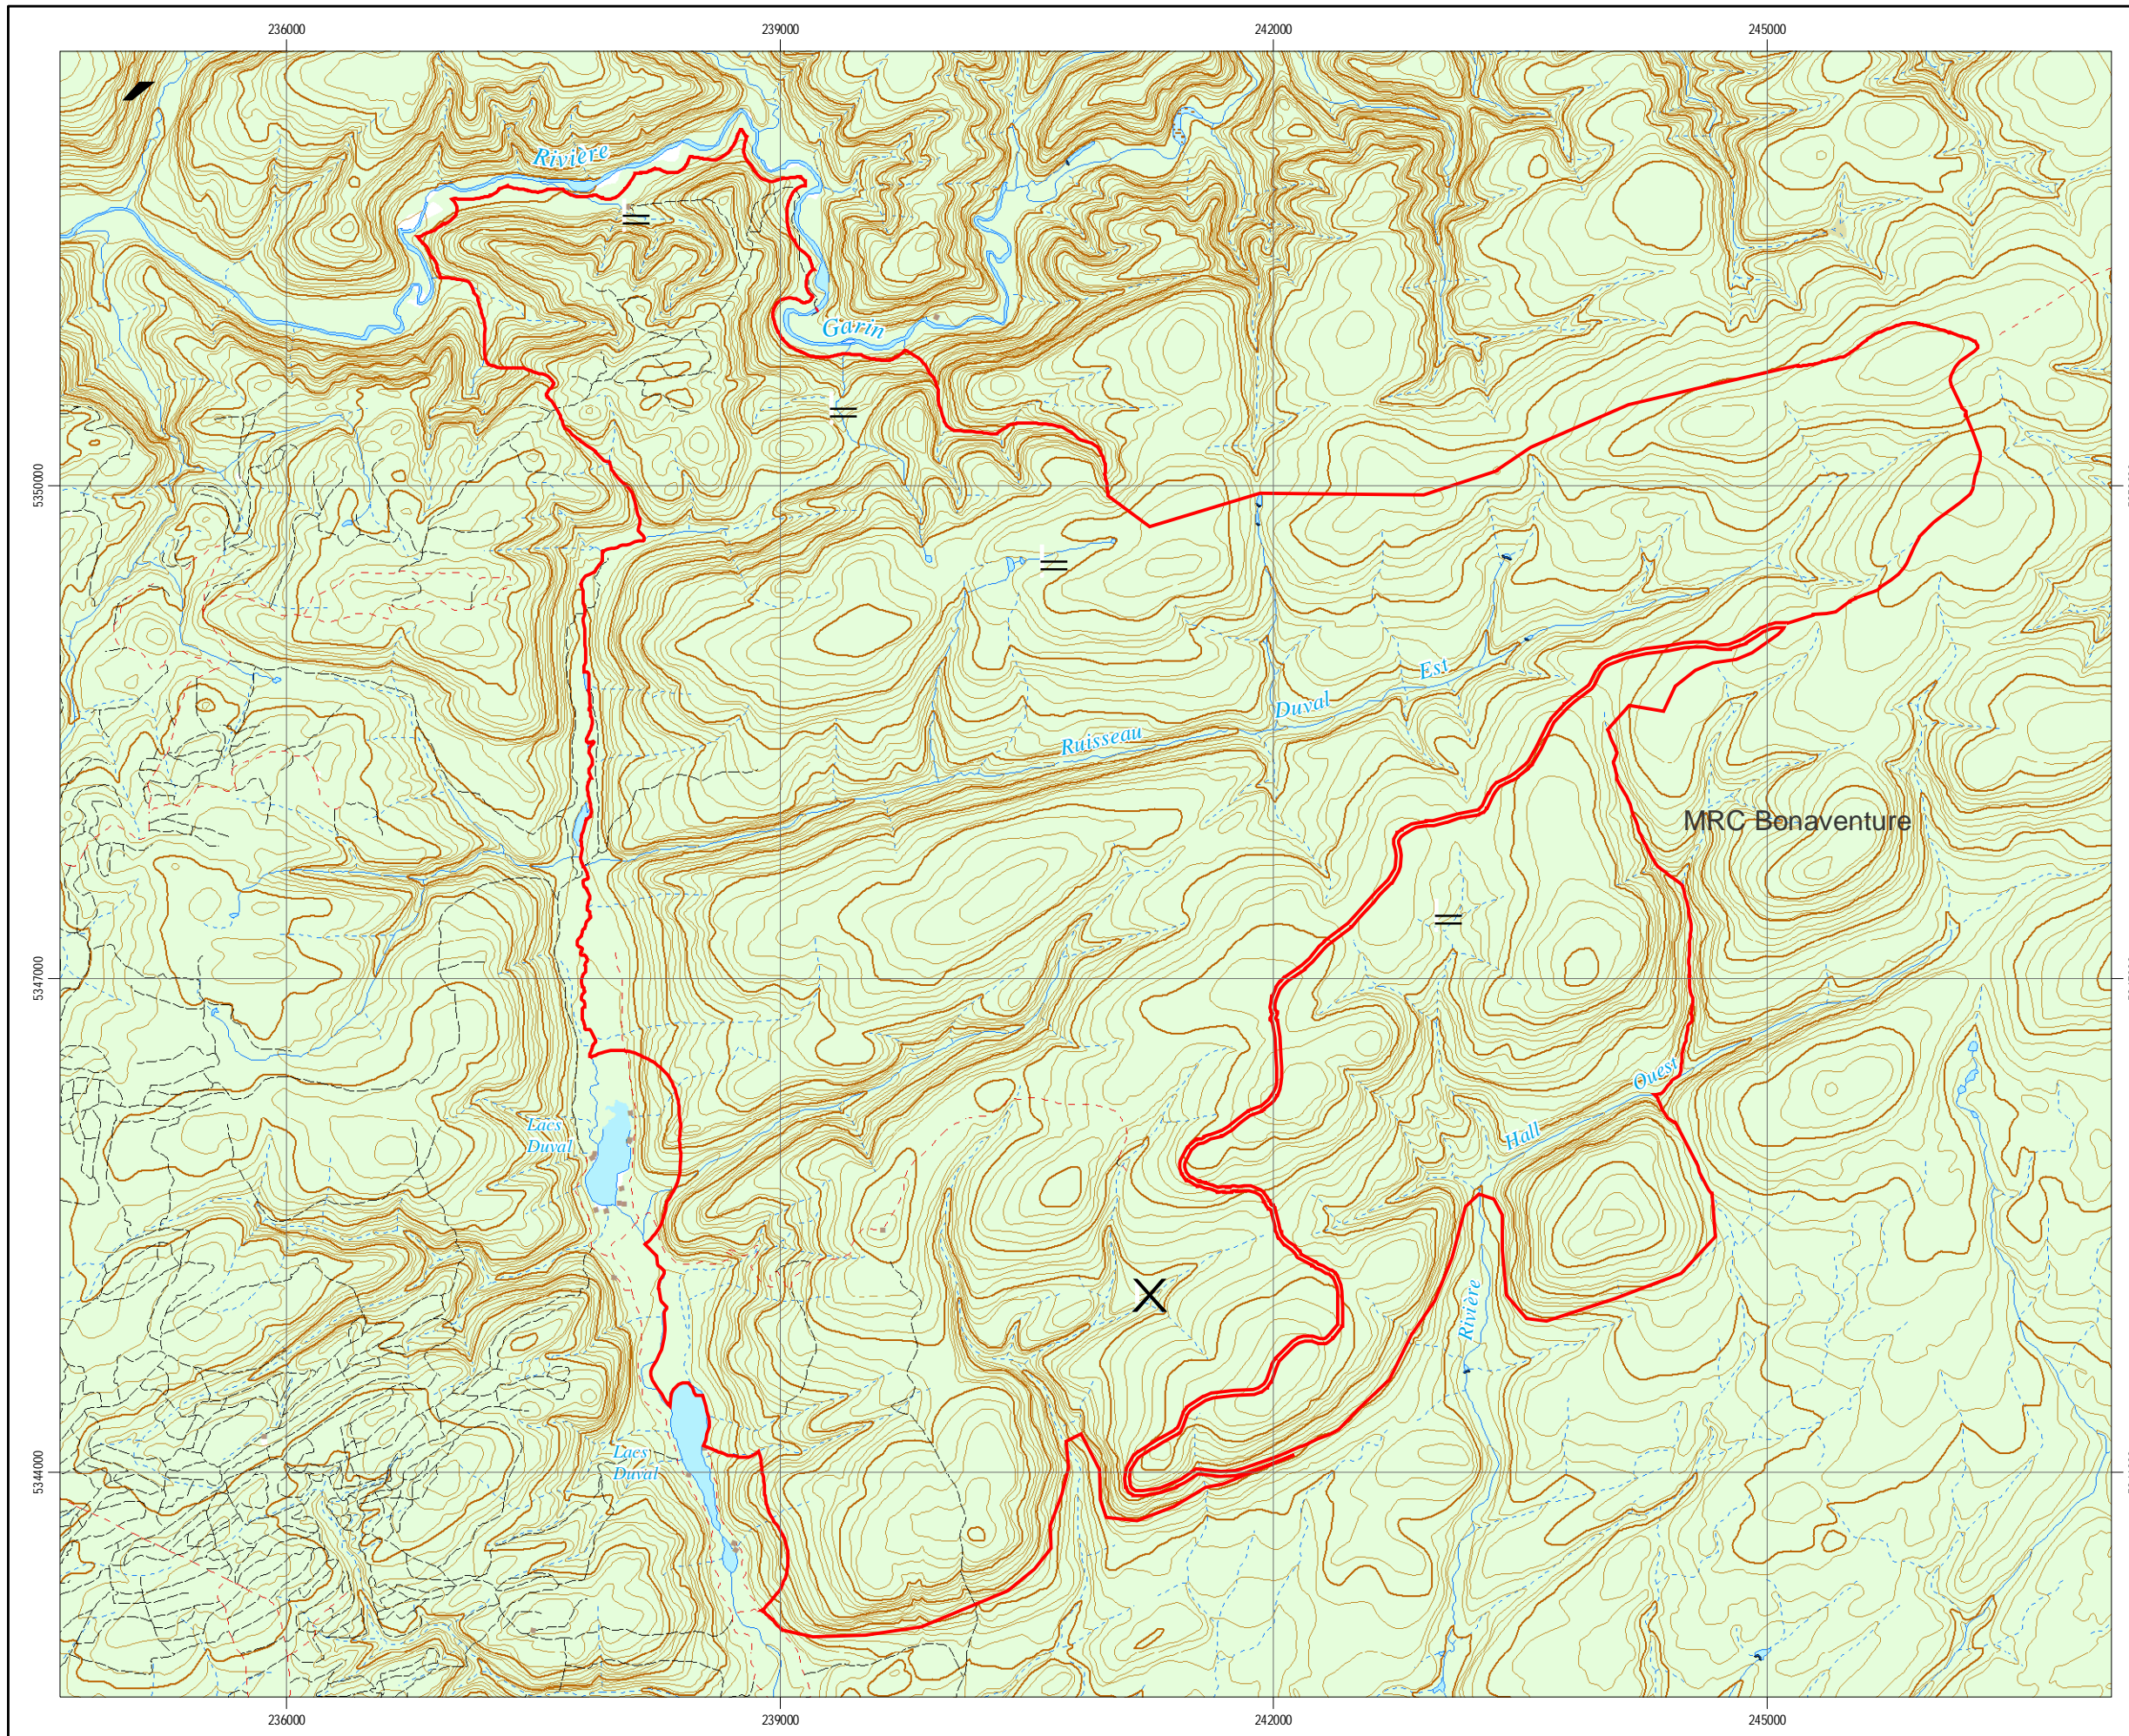 236000 239000 242000 245000
Rivière
Garin
5350000
Est
Duval
Ruisseau
MRC Bonaventure
5347000
Ouest
Lacs
Duval
Hall
Rivière
Lacs
Duval
5344000
236000 239000 242000 245000